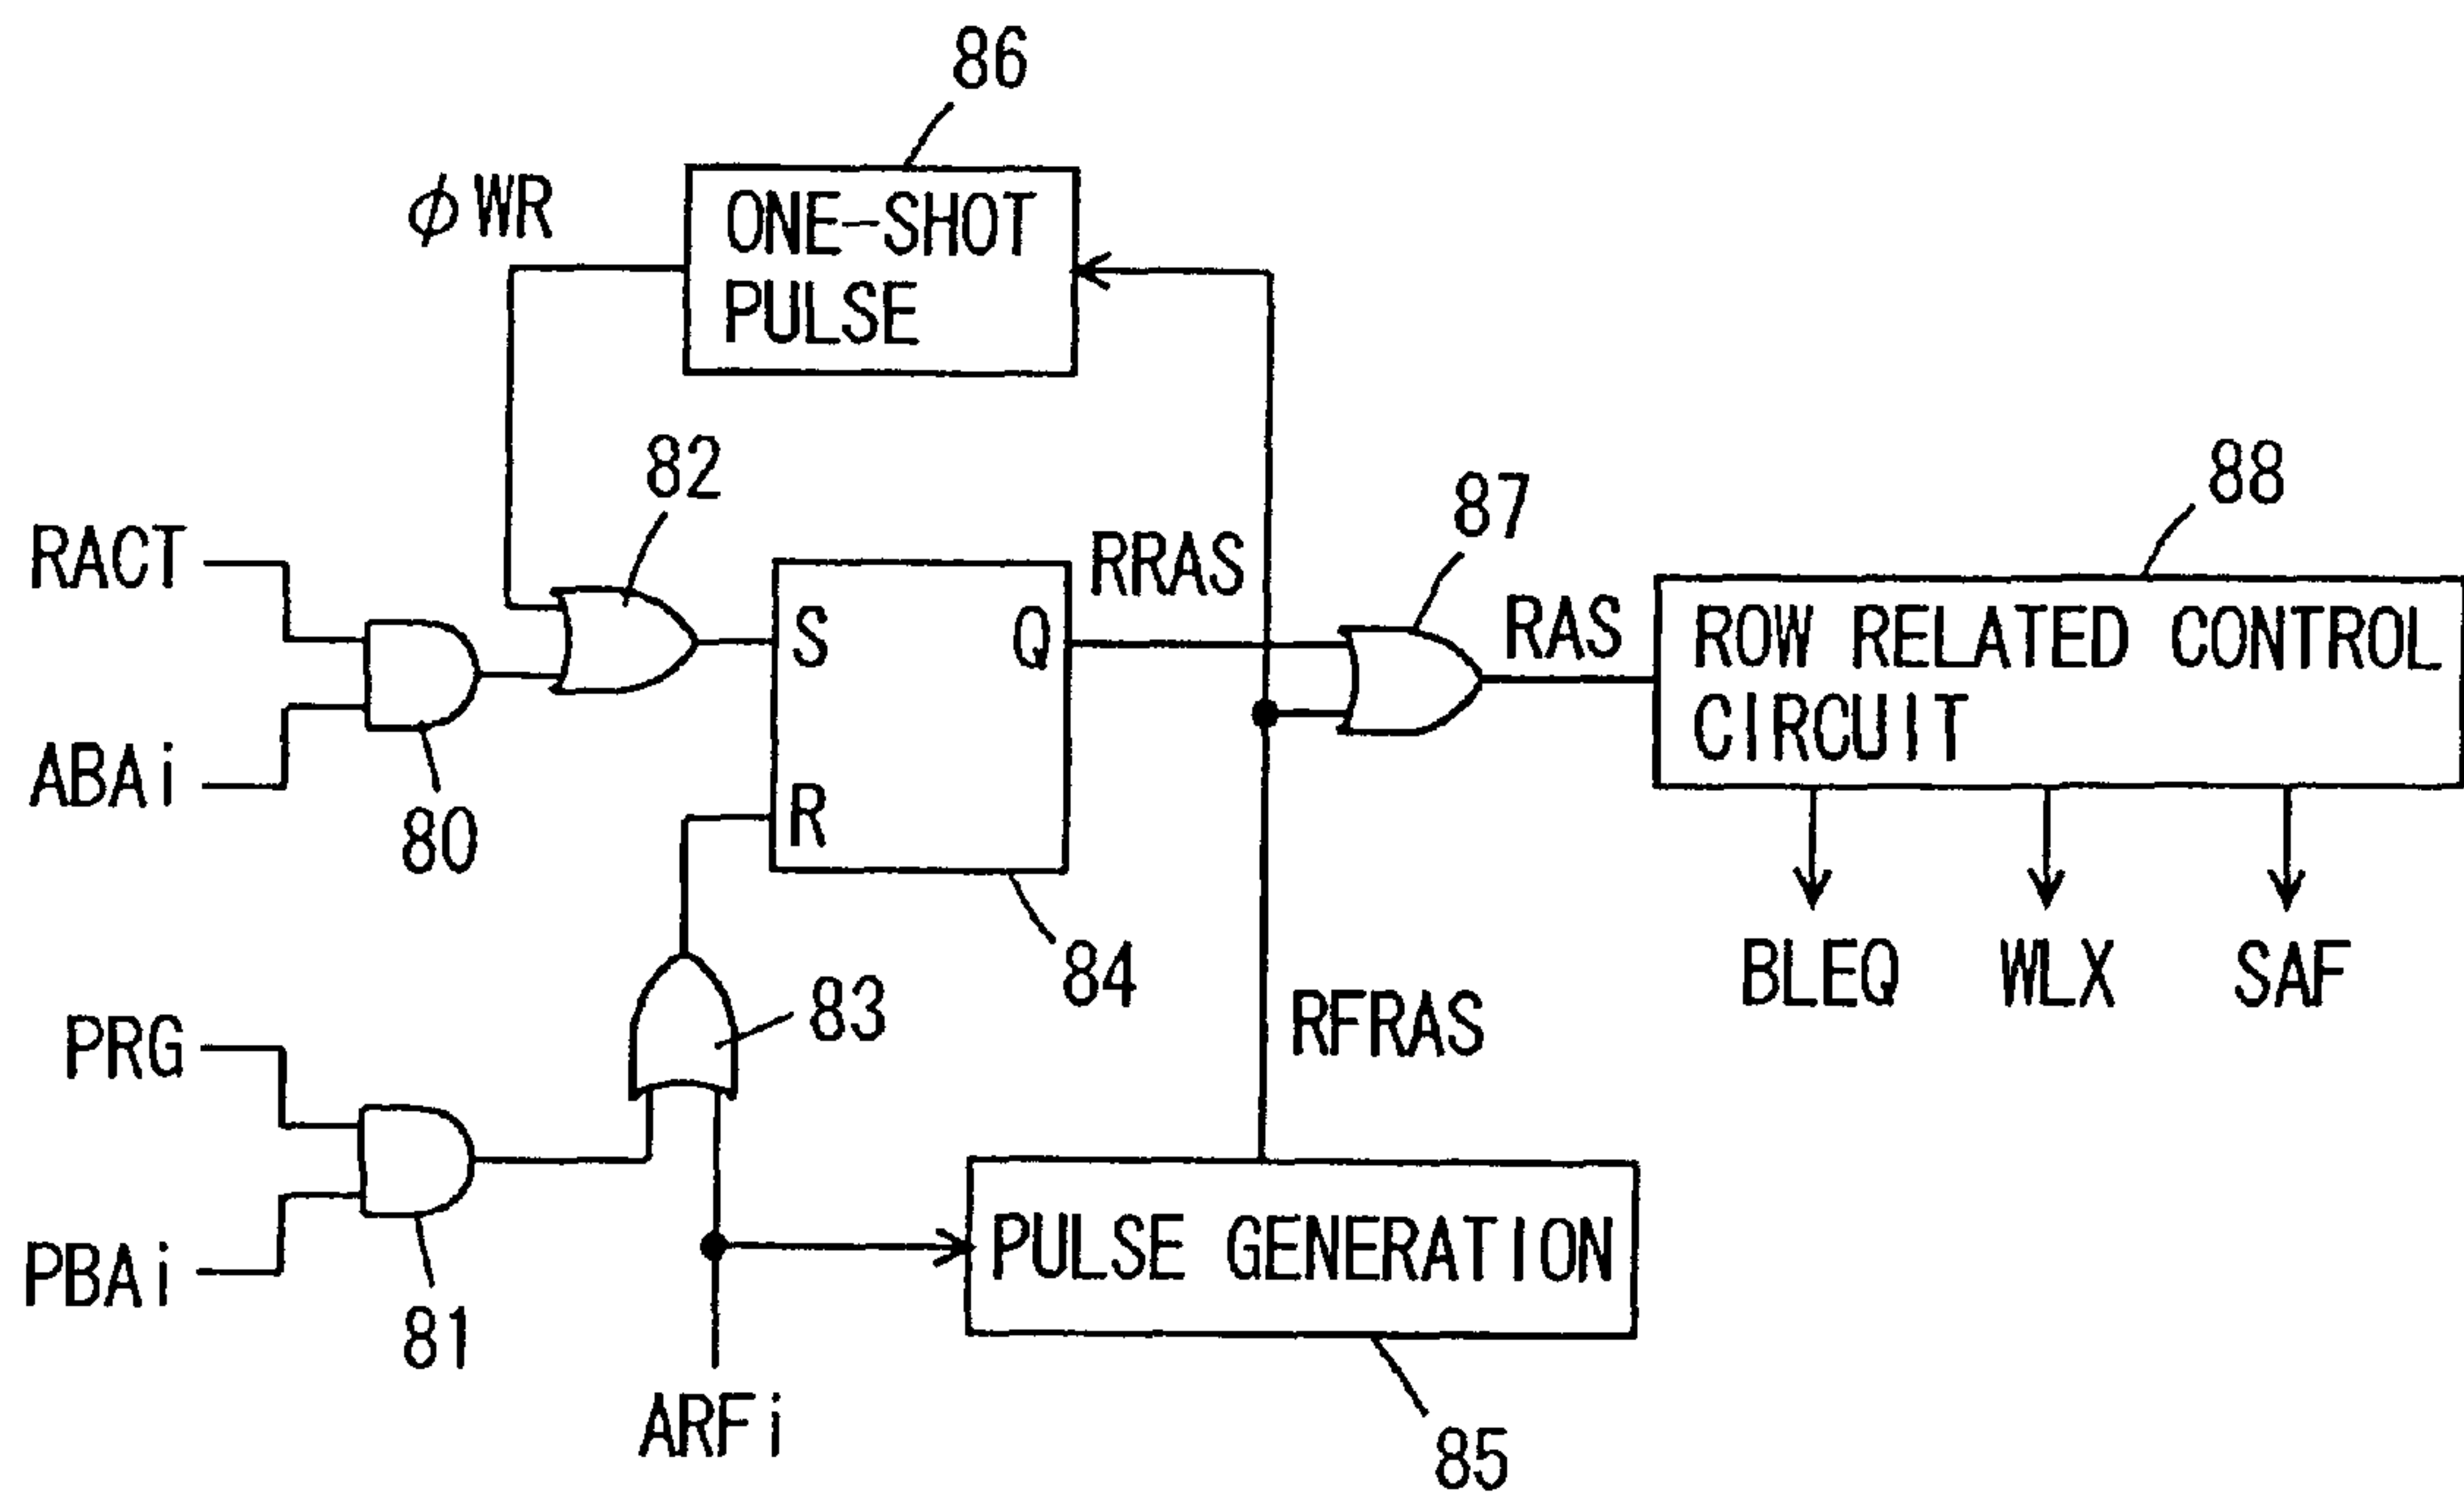 86
φWR
ONE-SHOT
PULSE
82
87
88
RACT
RRAS
RAS
S
Q
ROW RELATED CONTROL
CIRCUIT
ABAi
80
R
84
BLEQ
WLX
SAF
PRG
83
RFRAS
PBAi
81
PULSE GENERATION
ARFi
85